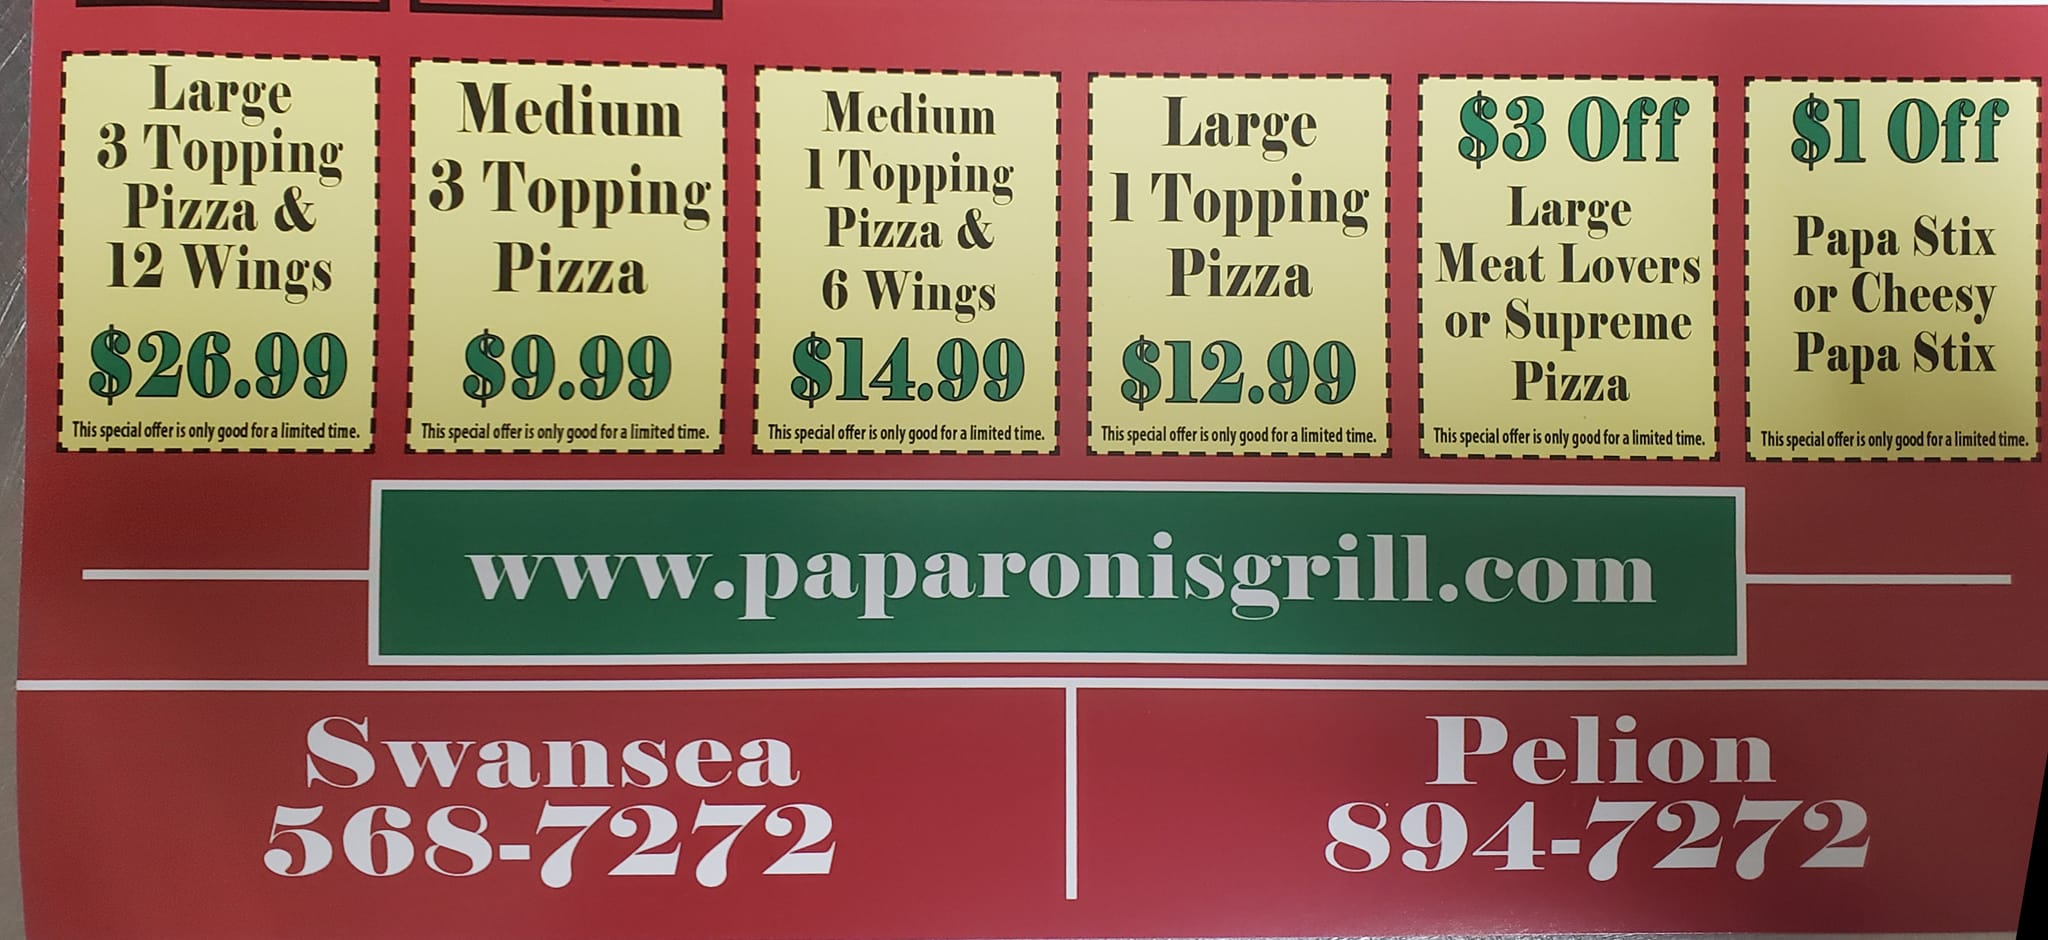 Large
3 Topping
Pizza &
12 Wings
$26.99
This special offer is only good for a limited time.
Medium
3 Topping
Pizza
$9.99
This special offer is only good for a limited time.
Medium
1 Topping
Pizza &
6 Wings
$14.99
This special offer is only good for a limited time.
Large
1 Topping
Pizza
$12.99
This special offer is only good for a limited time.
$3 Off
Large
Meat Lovers
or Supreme
Pizza
This special offer is only good for a limited time.
$1 Off
Papa Stix
or Cheesy
Papa Stix
This special offer is only good for a limited time.
www.paparonisgrill.com
Swansea
568-7272
Pelion
894-7272